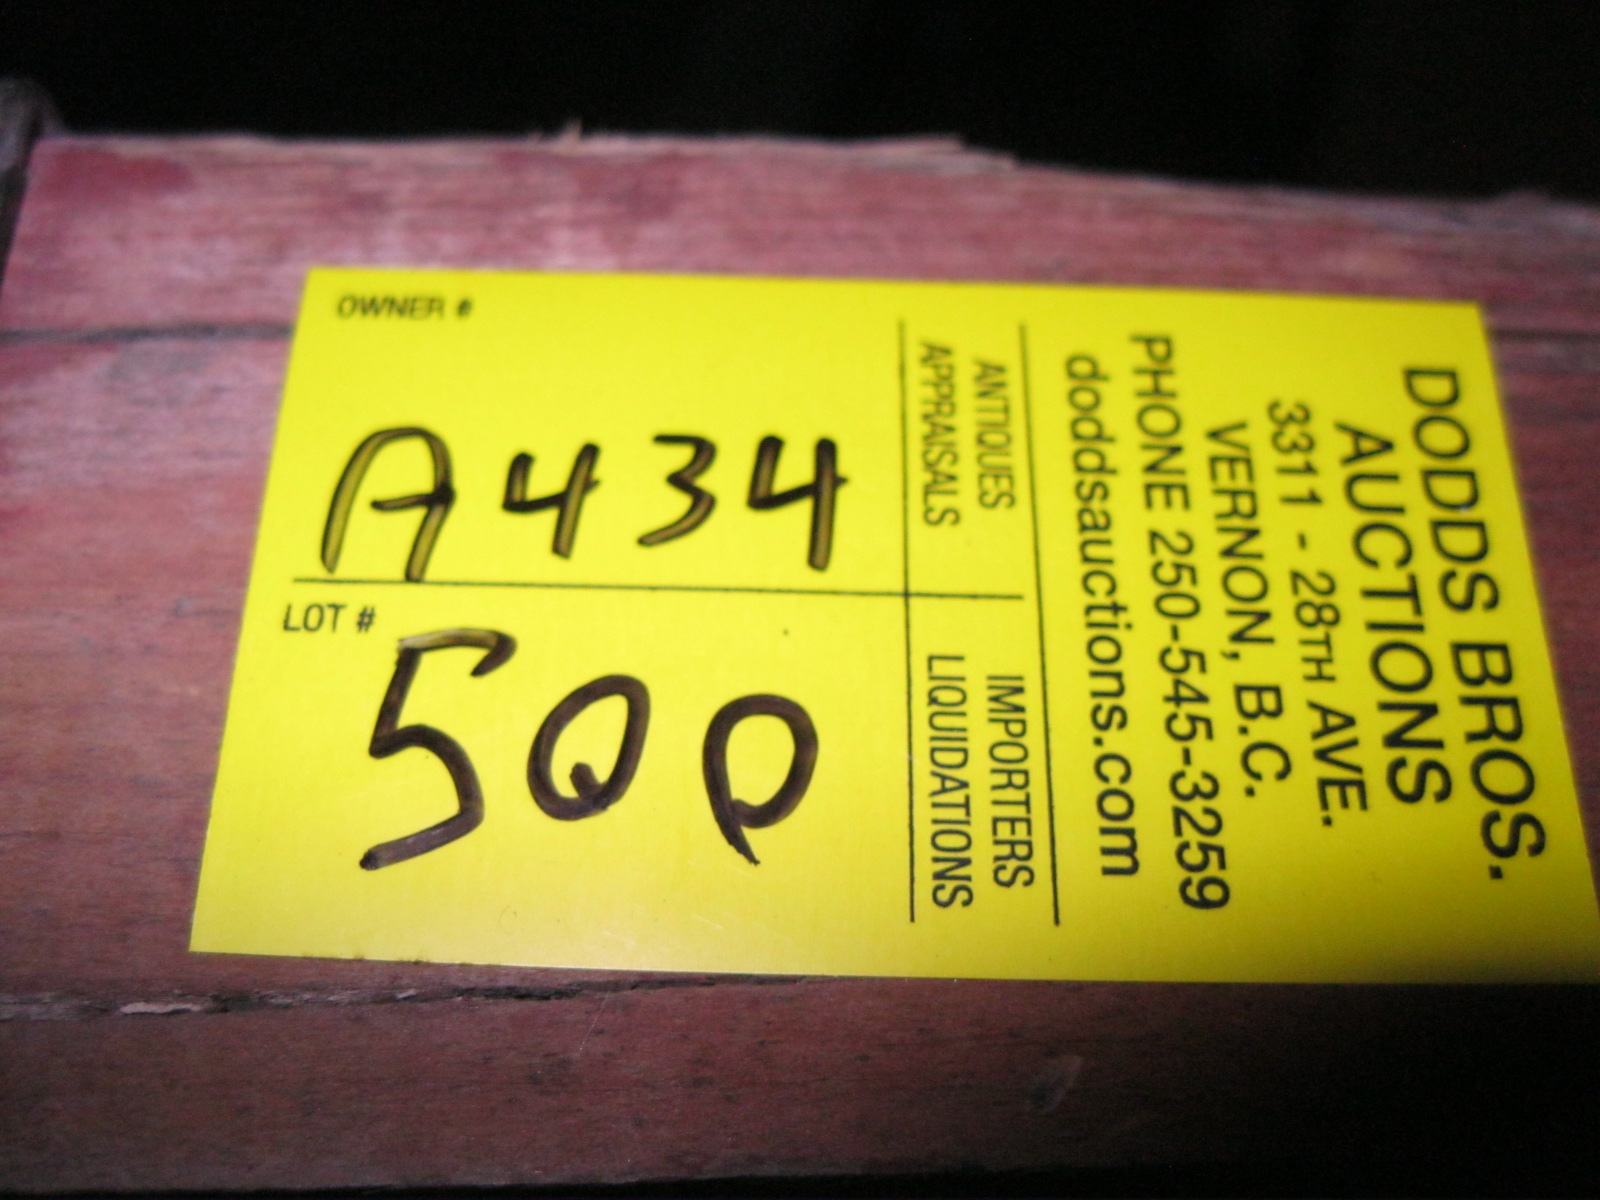 OWNER #
A434
LOT #
500
ANTIQUES
APPRAISALS
IMPORTERS
LIQUIDATIONS
DODDS BROS.
AUCTIONS
3311 - 28TH AVE.
VERNON, B.C.
PHONE 250-545-3259
doddsauctions.com